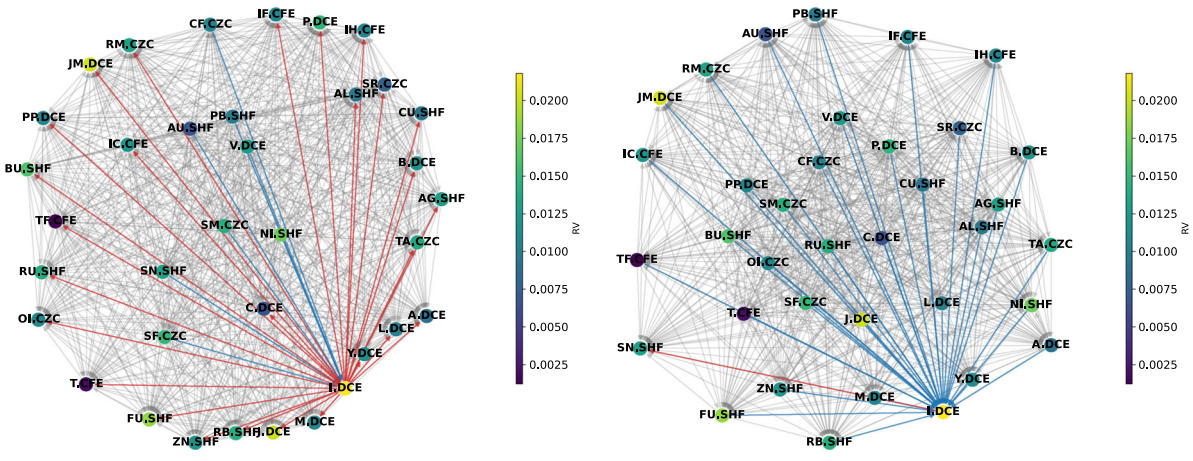 IF.CFE
P.DCE
CF.CZC
IH.CFE
RM.CZC
JM.DCE
SR.CZC
AL.SHF
CU.SHF
PP.DCE
PB.SHF
AU.SHF
IC.CFE
V.DCE
B.DCE
BU.SHF
AG.SHF
TF.CFE
SM.CZC
NI.SHF
TA.CZC
RU.SHF
SN.SHF
C.DCE
A.DCE
OI.CZC
L.DCE
SF.CZC
Y.DCE
T.CFE
I.DCE
FU.SHF
M.DCE
ZN.SHF
RB.SHF
J.DCE
0.0200
0.0175
0.0150
0.0125
0.0100
0.0075
0.0050
0.0025
RV
PB.SHF
AU.SHF
IF.CFE
IH.CFE
RM.CZC
JM.DCE
V.DCE
SR.CZC
IC.CFE
P.DCE
B.DCE
CF.CZC
PP.DCE
CU.SHF
SM.CZC
AG.SHF
AL.SHF
BU.SHF
C.DCE
RU.SHF
TA.CZC
TF.CFE
OI.CZC
SF.CZC
L.DCE
NI.SHF
T.CFE
J.DCE
SN.SHF
A.DCE
Y.DCE
ZN.SHF
M.DCE
FU.SHF
I.DCE
RB.SHF
0.0200
0.0175
0.0150
0.0125
0.0100
0.0075
0.0050
0.0025
RV